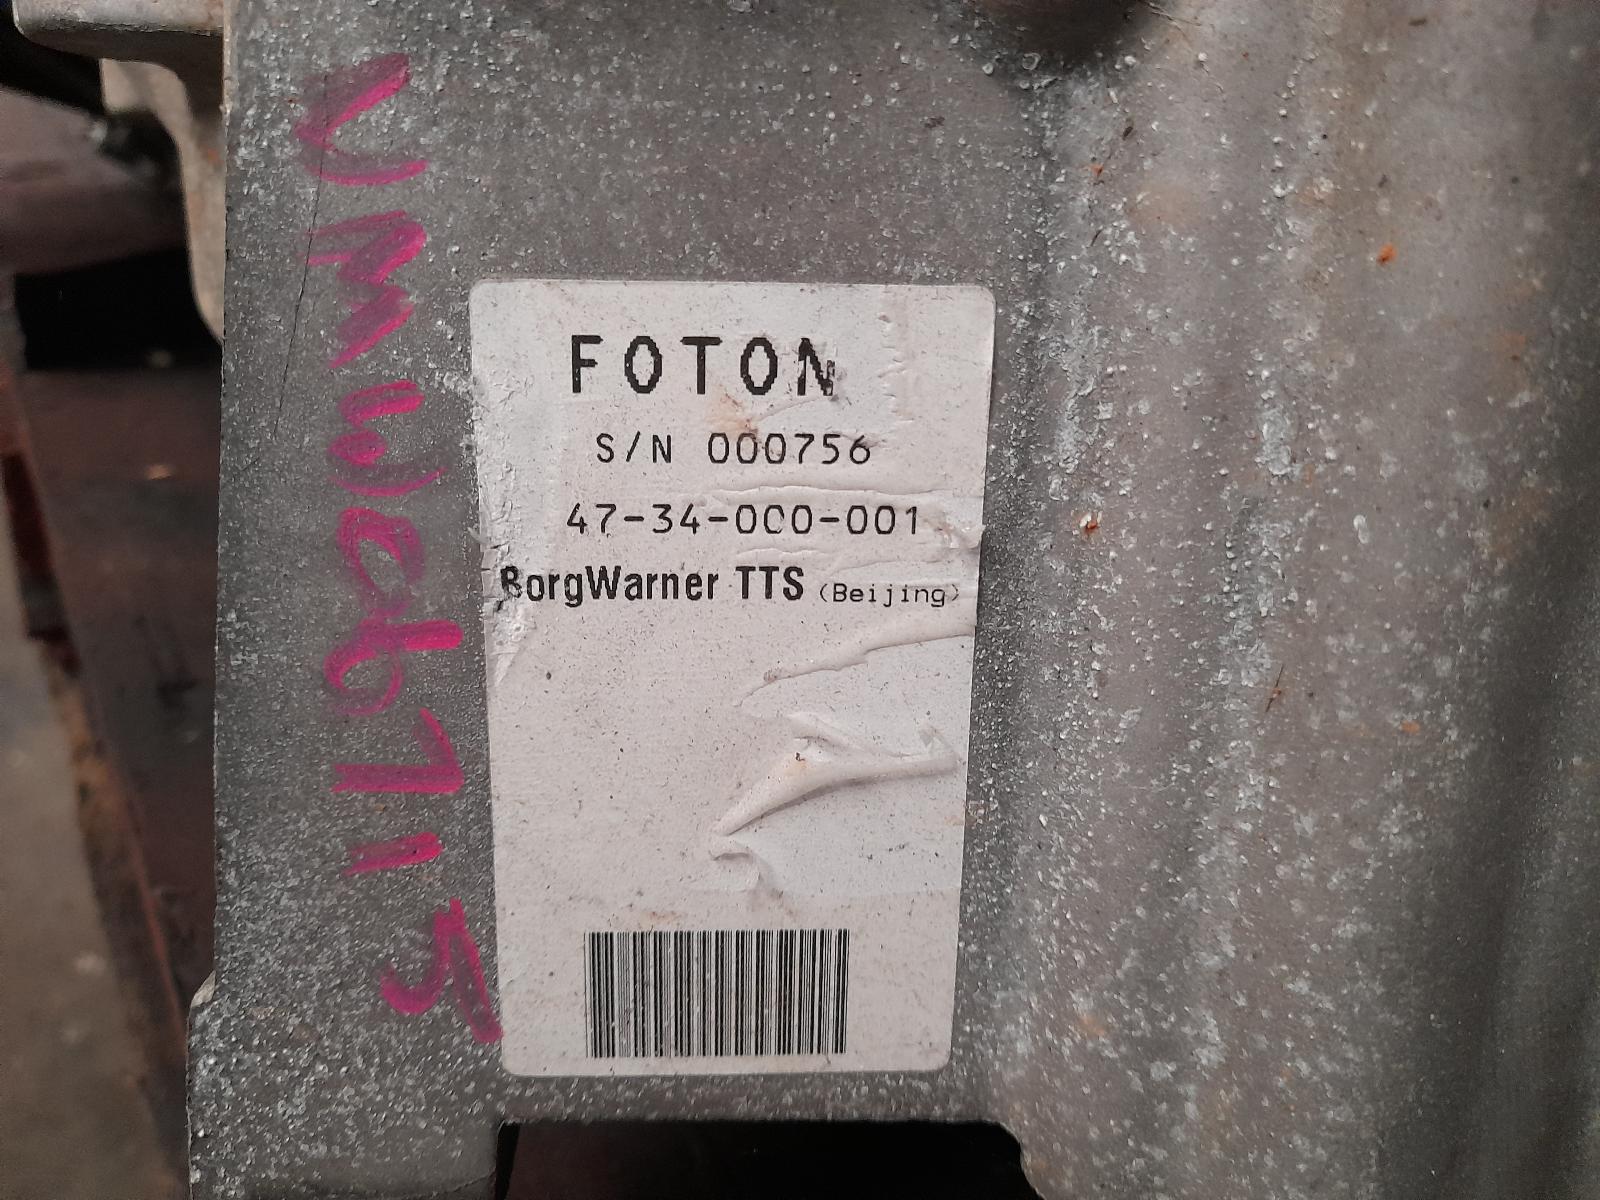 FOTON
S/N 000756
47-34-000-001
BorgWarner TTS (Beijing)